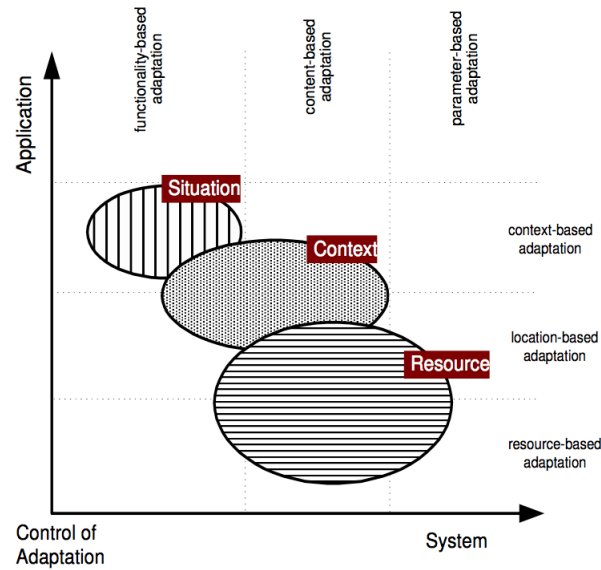 functionality-based
adaptation
content-based
adaptation
parameter-based
adaptation
Application
Situation
Context
Resource
context-based
adaptation
location-based
adaptation
resource-based
adaptation
Control of
Adaptation
System